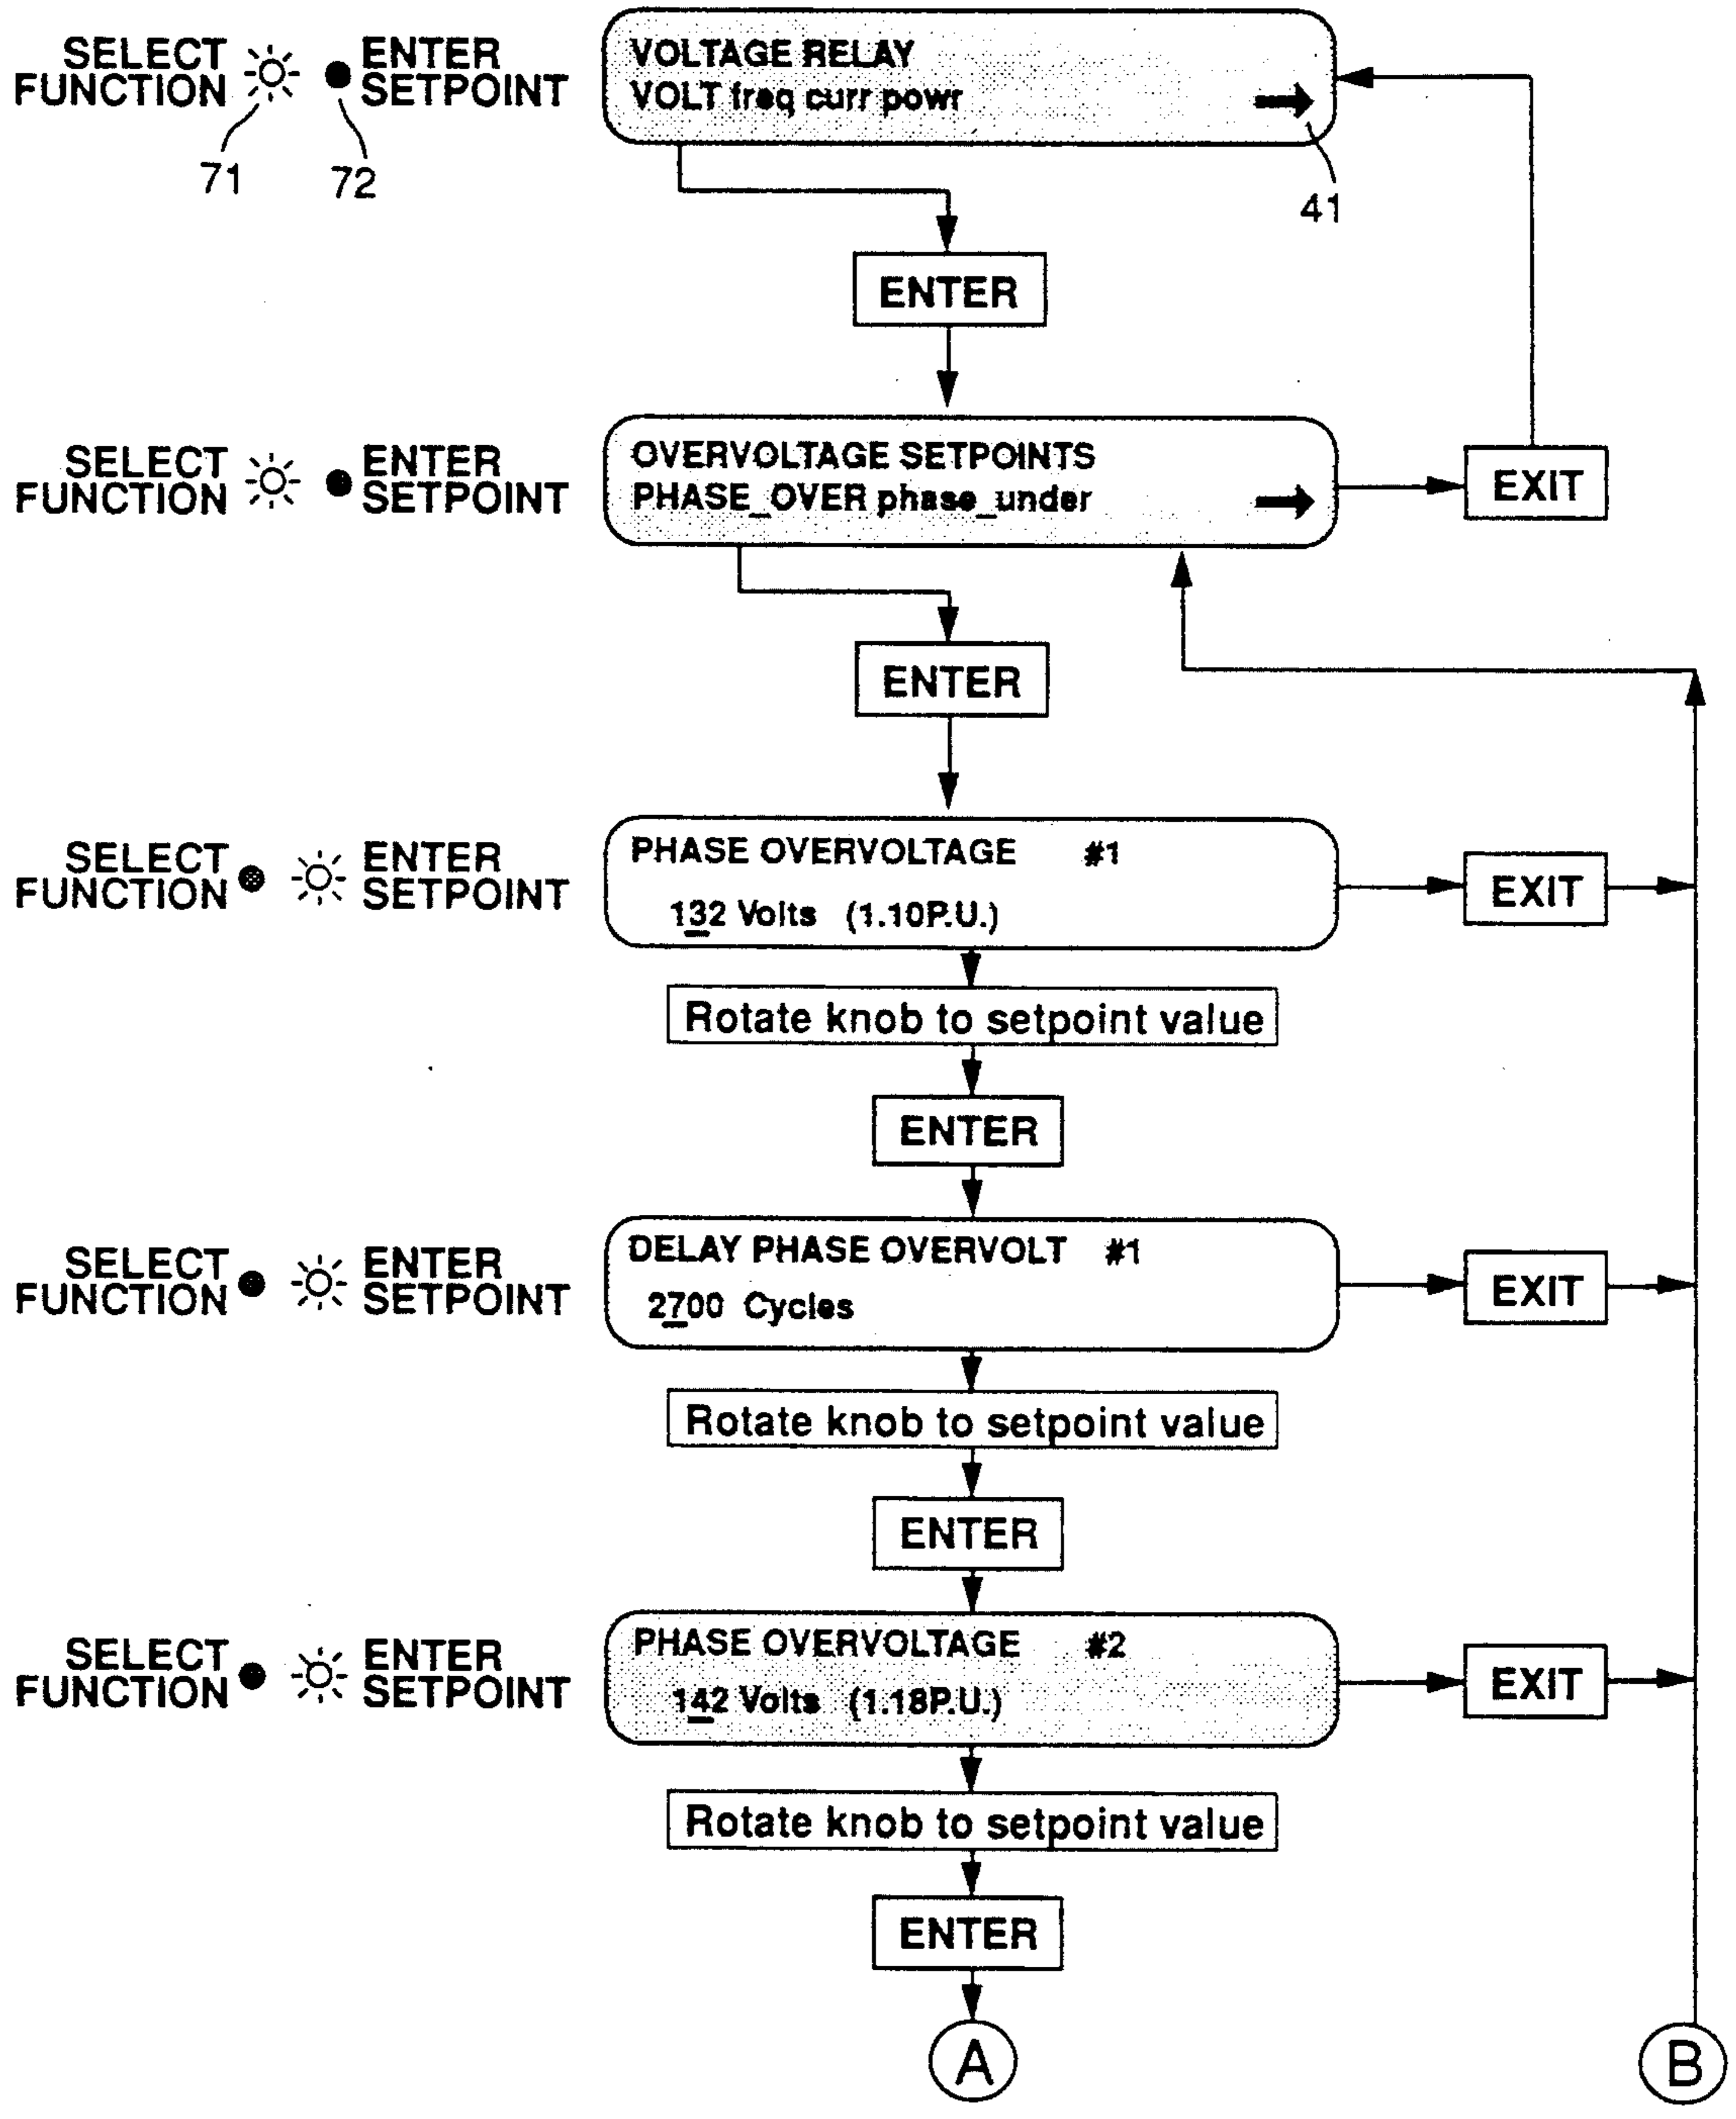 SELECT
FUNCTION
ENTER
SETPOINT
71
72
VOLTAGE RELAY
VOLT freq curr powr
41
ENTER
SELECT
FUNCTION
ENTER
SETPOINT
OVERVOLTAGE SETPOINTS
PHASE_OVER phase_under
EXIT
ENTER
SELECT
FUNCTION
ENTER
SETPOINT
PHASE OVERVOLTAGE #1
132 Volts (1.10P.U.)
EXIT
Rotate knob to setpoint value
ENTER
SELECT
FUNCTION
ENTER
SETPOINT
DELAY PHASE OVERVOLT #1
2700 Cycles
EXIT
Rotate knob to setpoint value
ENTER
SELECT
FUNCTION
ENTER
SETPOINT
PHASE OVERVOLTAGE #2
142 Volts (1.18P.U.)
EXIT
Rotate knob to setpoint value
ENTER
A
B